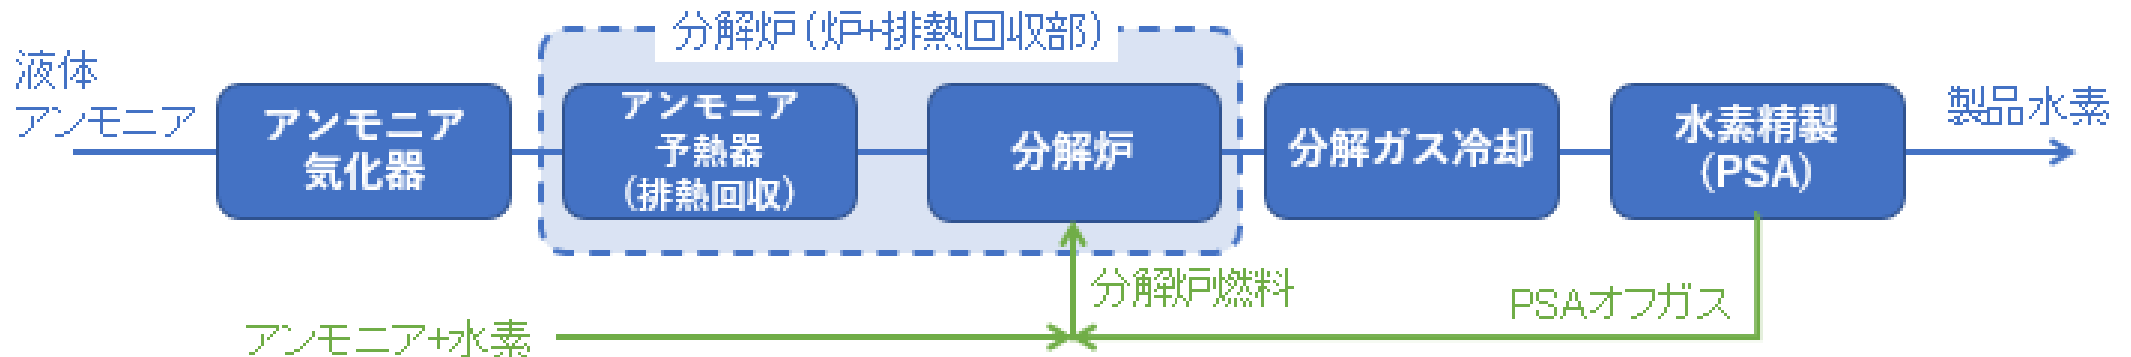 分解炉(炉+排熱回収部)
液体
アンモニア
アンモニア
気化器
アンモニア
予熱器
(排熱回収)
分解炉
分解ガス冷却
水素精製
(PSA)
製品水素
分解炉燃料
PSAオフガス
アンモニア+水素